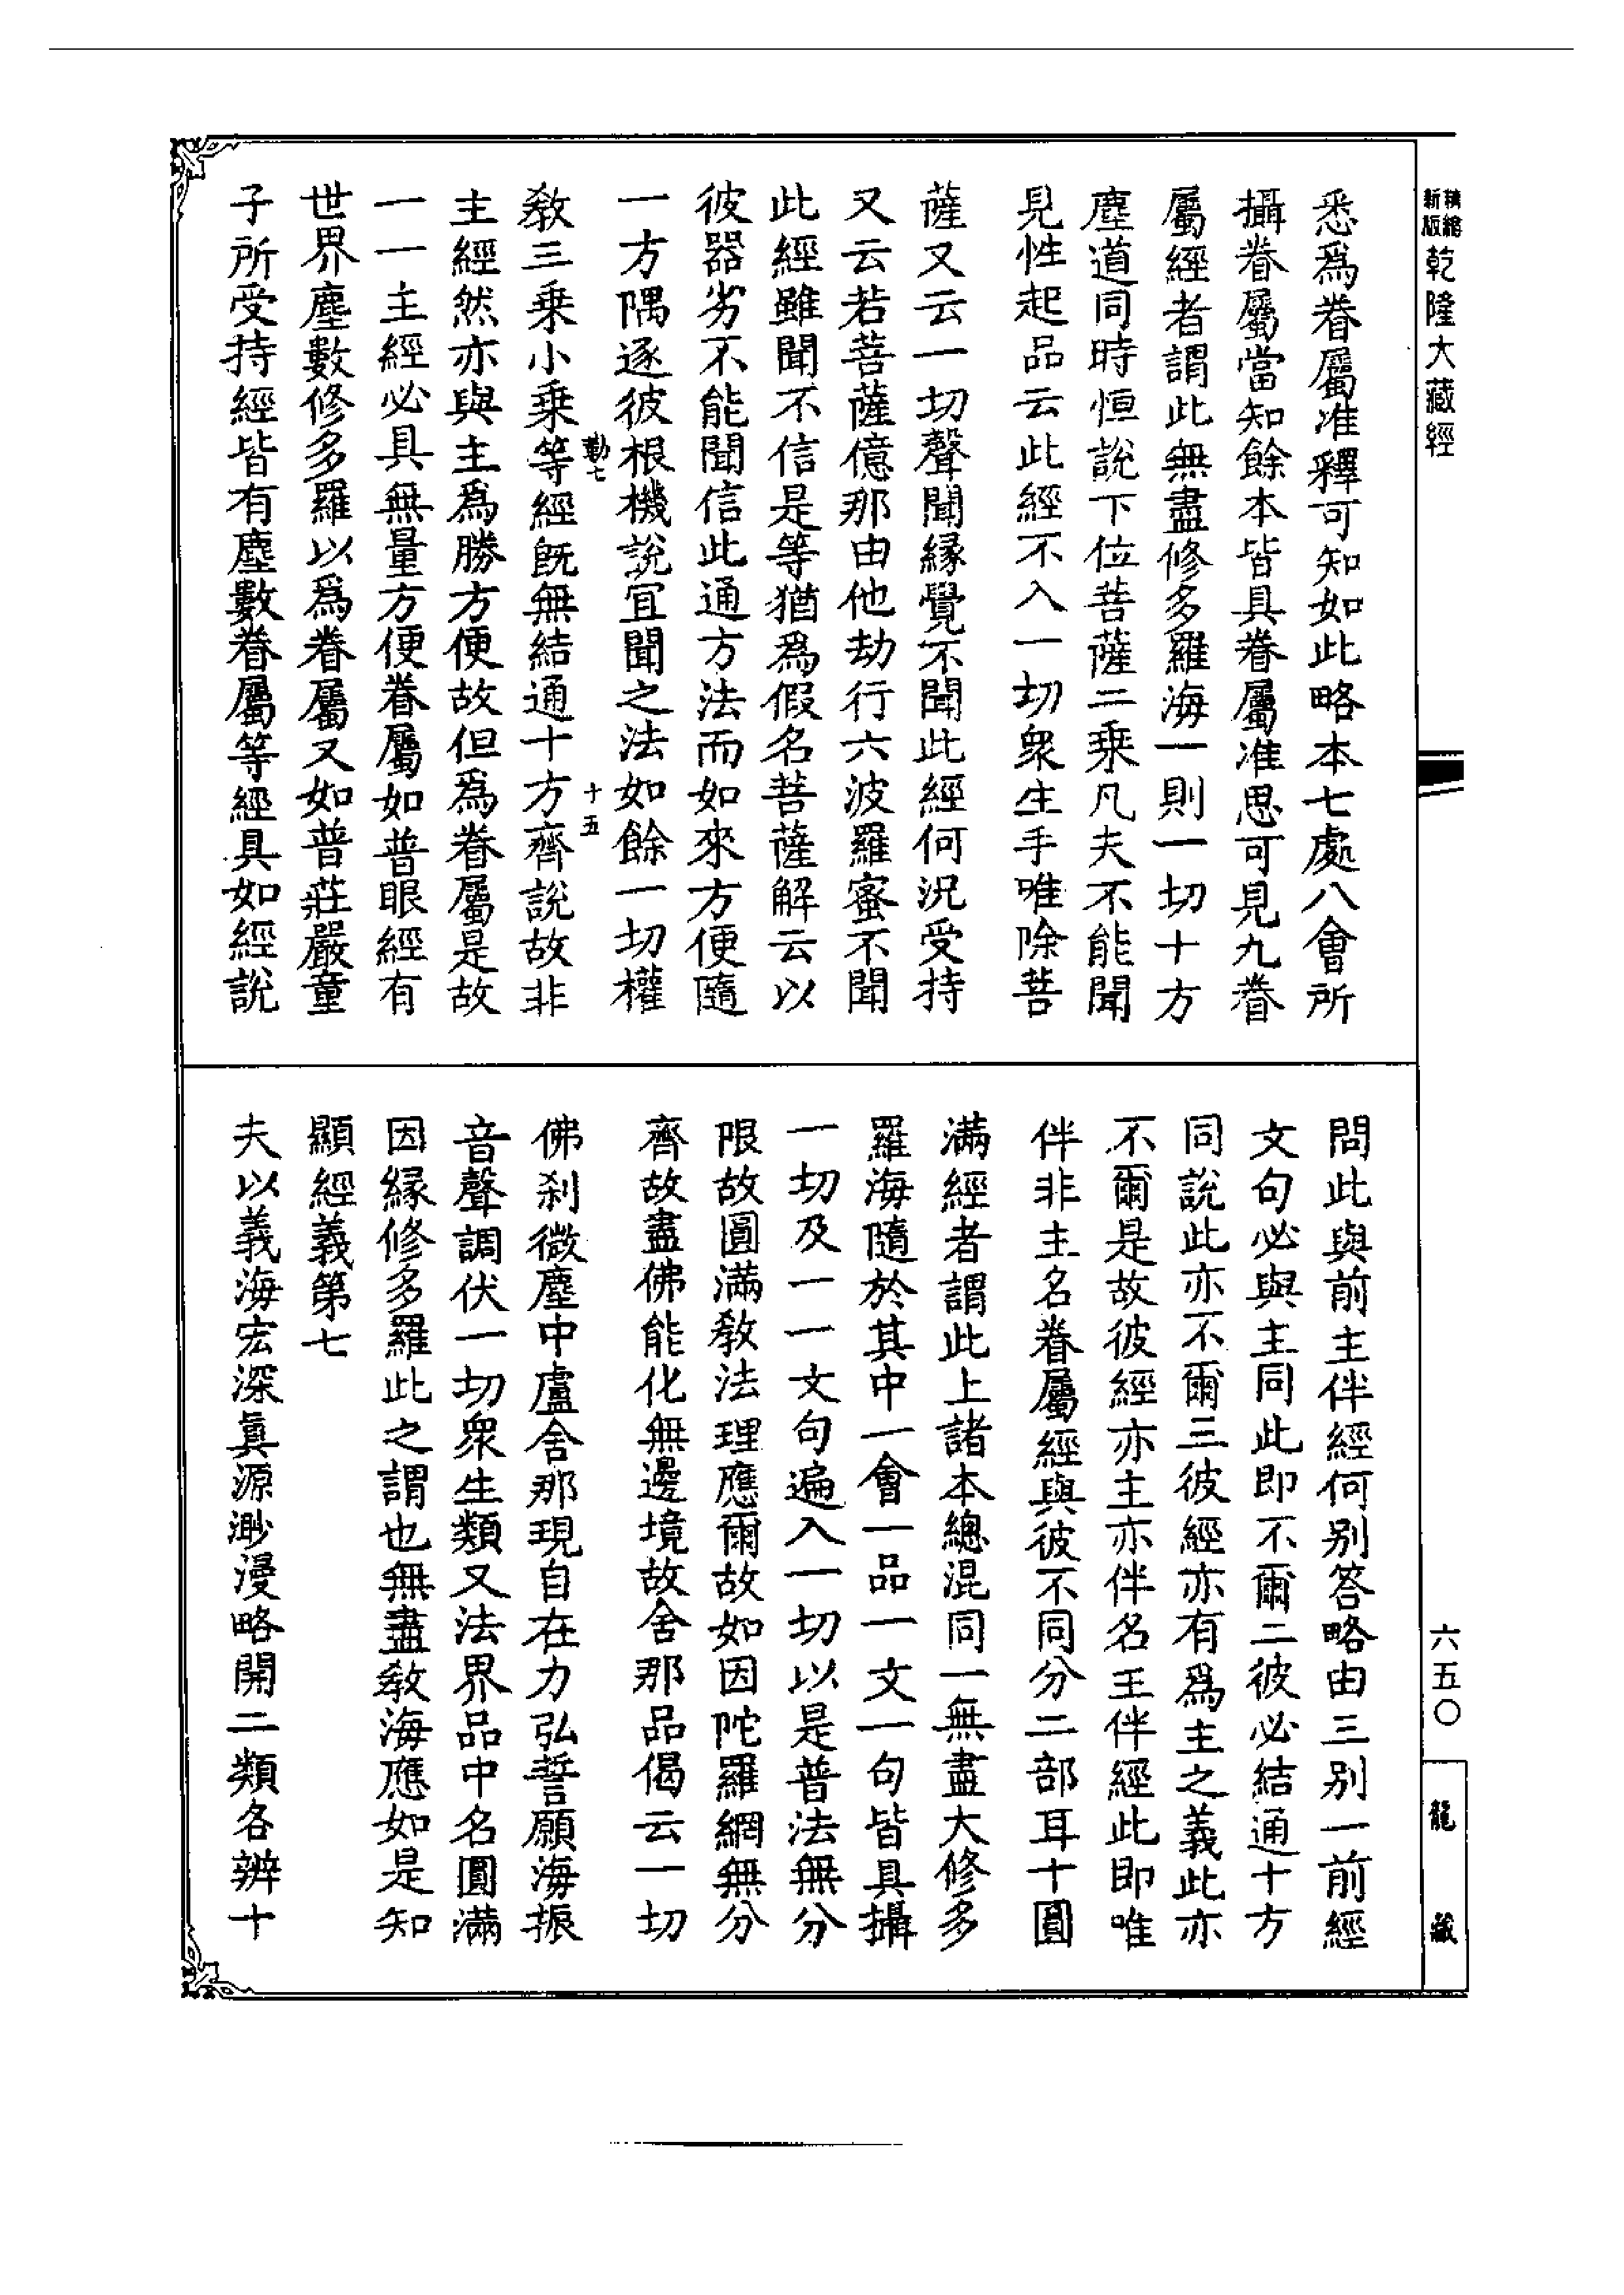 新版精縮乾隆大藏經
悉爲眷屬准釋可知如此略本七處八會所
攝眷屬當知餘本皆具眷屬准思可見九眷
屬經者謂此無盡修多羅海一則一切十方
塵道同時恒說下位菩薩二乘凡夫不能聞
見性起品云此經不入一切衆生手唯除菩
薩又云一切聲聞緣覺不聞此經何況受持
又云若菩薩億那由他劫行六波羅蜜不聞
此經雖聞不信是等猶爲假名菩薩解云以
彼器劣不能聞信此通方法而如來方便隨
一方隅逐彼根機說宜聞之法如餘一切權
勤七
十五
教三乘小乘等經旣無結通十方齊說故非
主經然亦與主爲勝方便故但爲眷屬是故
一一主經必具無量方便眷屬如普眼經有
世界塵數修多羅以爲眷屬又如普莊嚴童
子所受持經皆有塵數眷屬等經具如經說
問此與前主伴經何别答略由三别一前經
文句必與主同此即不爾二彼必結通十方
同說此亦不爾三彼經亦有爲主之義此亦
不爾是故彼經亦主亦伴名主伴經此即唯
伴非主名眷屬經與彼不同分二部耳十圓
滿經者謂此上諸本總混同一無盡大修多
羅海隨於其中一會一品一文一句皆具攝
一切及一一文句遍入一切以是普法無分
限故圓滿教法理應爾故如因陀羅網無分
齊故盡佛能化無邊境故舍那品偈云一切
佛剎微塵中盧舍那現自在力弘誓願海振
音聲調伏一切衆生類又法界品中名圓滿
因緣修多羅此之謂也無盡教海應如是知
顯經義第七
夫以義海宏深眞源渺漫略開二類各辨十
六五〇
龍藏